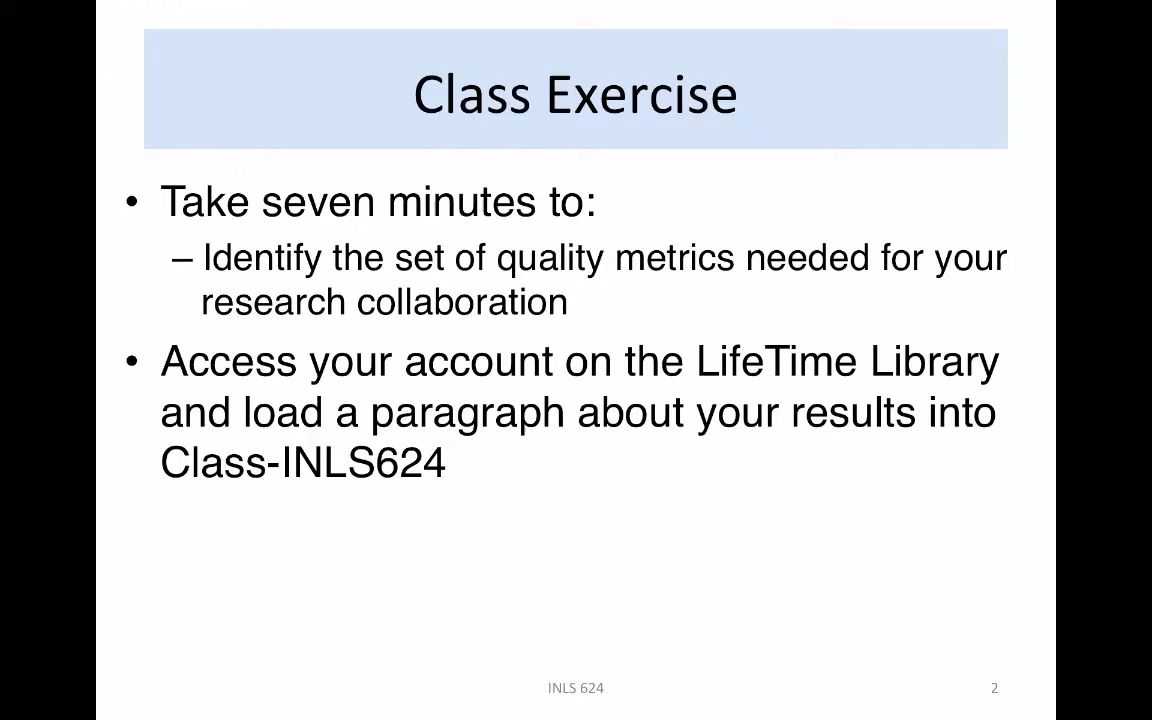 Class Exercise
• Take seven minutes to:
– Identify the set of quality metrics needed for your
research collaboration
• Access your account on the LifeTime Library
and load a paragraph about your results into
Class-INLS624
INLS 624
2